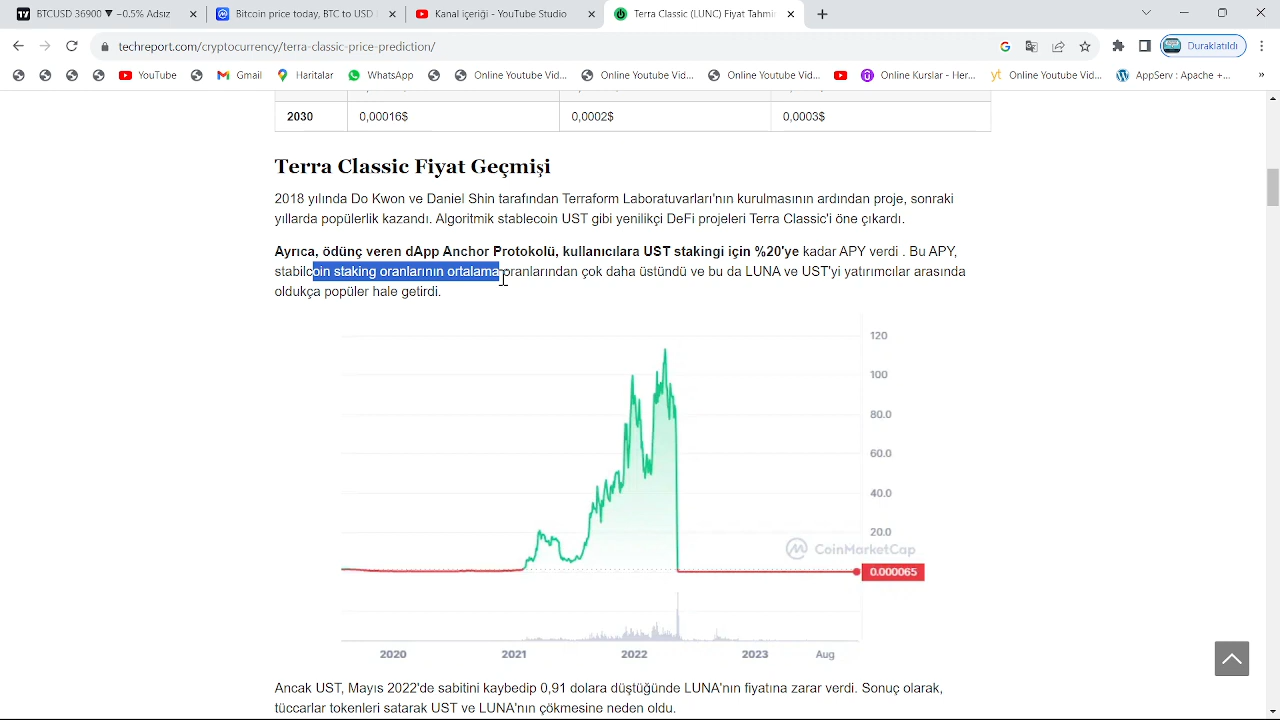 BTCUSD 36900 ▼ −0.5% Adsız
Bitcoin price today, BTC to USD l
Kanal içeriği - YouTube Studio
Terra Classic (LUNC) Fiyat Tahmi
techreport.com/cryptocurrency/terra-classic-price-prediction/
Duraklatıldı
YouTube
Gmail
Haritalar
WhatsApp
Online Youtube Vid...
Online Youtube Vid...
Online Youtube Vid...
Online Kurslar - Her...
Online Youtube Vid...
AppServ : Apache +...
»
2030 0,00016$ 0,0002$ 0,0003$
Terra Classic Fiyat Geçmişi
2018 yılında Do Kwon ve Daniel Shin tarafından Terraform Laboratuvarları'nın kurulmasının ardından proje, sonraki
yıllarda popülerlik kazandı. Algoritmik stablecoin UST gibi yenilikçi DeFi projeleri Terra Classic'i öne çıkardı.
Ayrıca, ödünç veren dApp Anchor Protokolü, kullanıcılara UST stakingi için %20'ye kadar APY verdi . Bu APY,
stabilcoin staking oranlarının ortalama oranlarından çok daha üstündü ve bu da LUNA ve UST'yi yatırımcılar arasında
oldukça popüler hale getirdi.
120
100
80.0
60.0
40.0
20.0
CoinMarketCap
0.000065
2020 2021 2022 2023 Aug
Ancak UST, Mayıs 2022'de sabitini kaybedip 0,91 dolara düştüğünde LUNA'nın fiyatına zarar verdi. Sonuç olarak,
tüccarlar tokenleri satarak UST ve LUNA'nın çökmesine neden oldu.